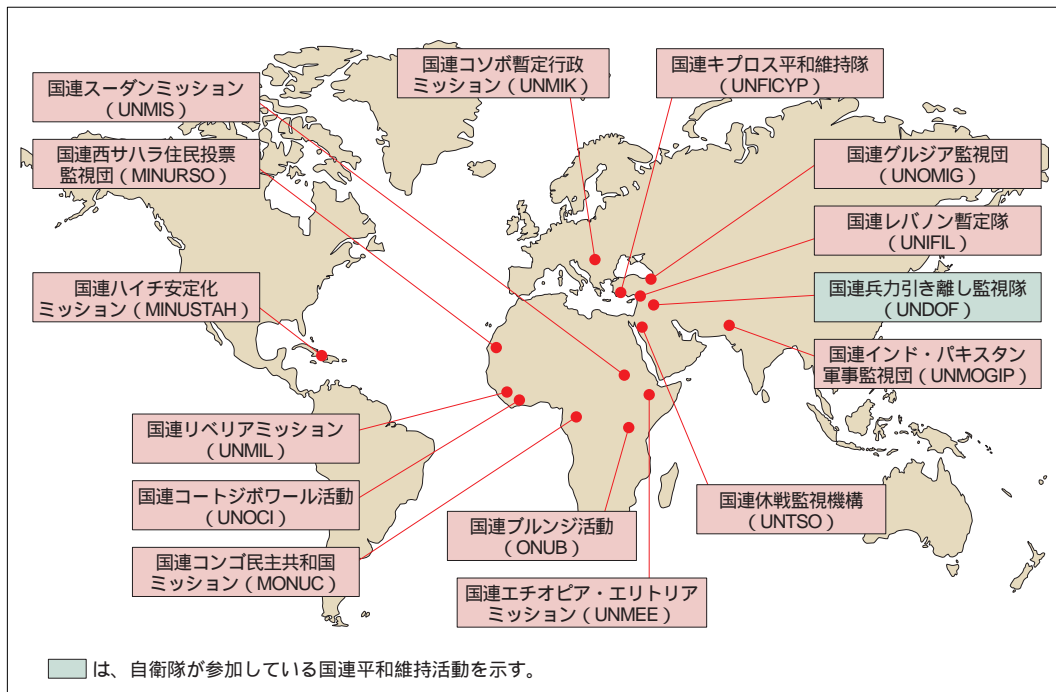 国連スーダンミッション
(UNMIS)
国連コソボ暫定行政
ミッション(UNMIK)
国連キプロス平和維持隊
(UNFICYP)
国連西サハラ住民投票
監視団(MINURSO)
国連グルジア監視団
(UNOMIG)
国連レバノン暫定隊
(UNIFIL)
国連ハイチ安定化
ミッション(MINUSTAH)
国連兵力引き離し監視隊
(UNDOF)
国連インド・パキスタン
軍事監視団(UNMOGIP)
国連リベリアミッション
(UNMIL)
国連コートジボワール活動
(UNOCI)
国連休戦監視機構
(UNTSO)
国連ブルンジ活動
(ONUB)
国連コンゴ民主共和国
ミッション(MONUC)
国連エチオピア・エリトリア
ミッション(UNMEE)
は、自衛隊が参加している国連平和維持活動を示す。